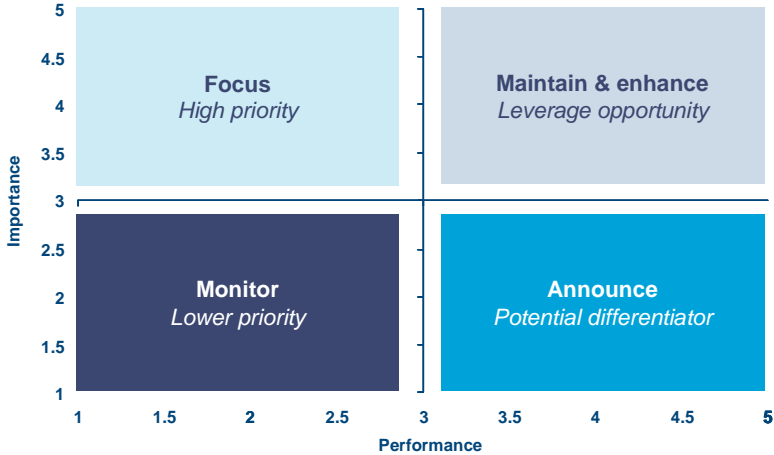 5
4.5
4
3.5
3
2.5
2
1.5
1
Importance
Focus
High priority
Maintain & enhance
Leverage opportunity
Monitor
Lower priority
Announce
Potential differentiator
1 1.5 2 2.5 3 3.5 4 4.5 5
Performance